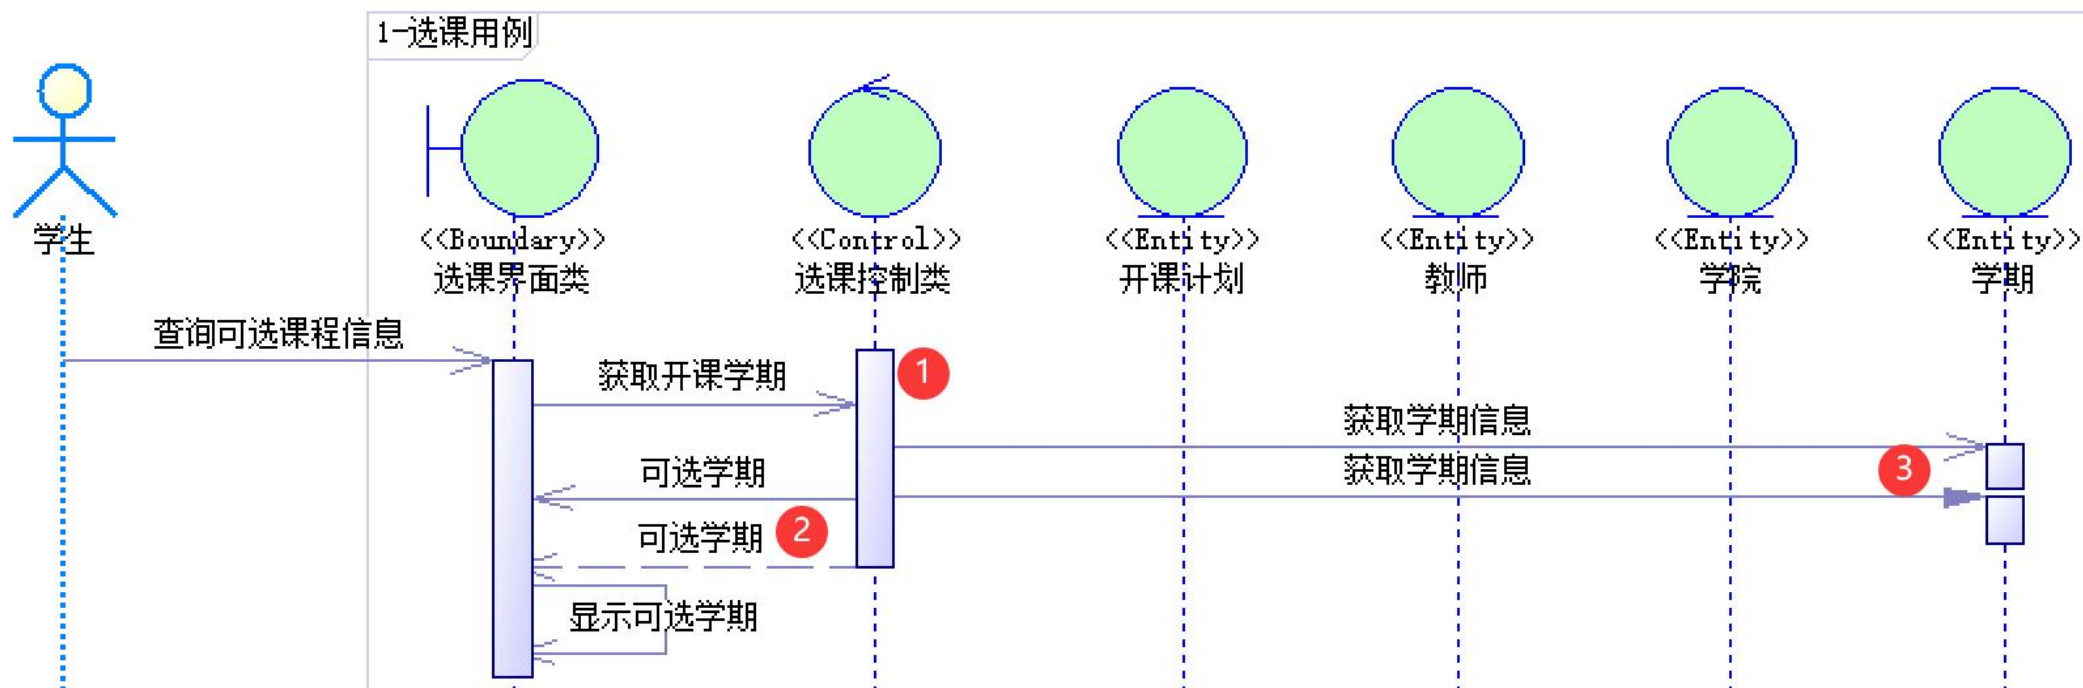 1-选课用例
学生
<<Boundary>>
选课界面类
<<Control>>
选课控制类
<<Entity>>
开课计划
<<Entity>>
教师
<<Entity>>
学院
<<Entity>>
学期
查询可选课程信息
获取开课学期
1
获取学期信息
可选学期
获取学期信息
3
可选学期
2
显示可选学期